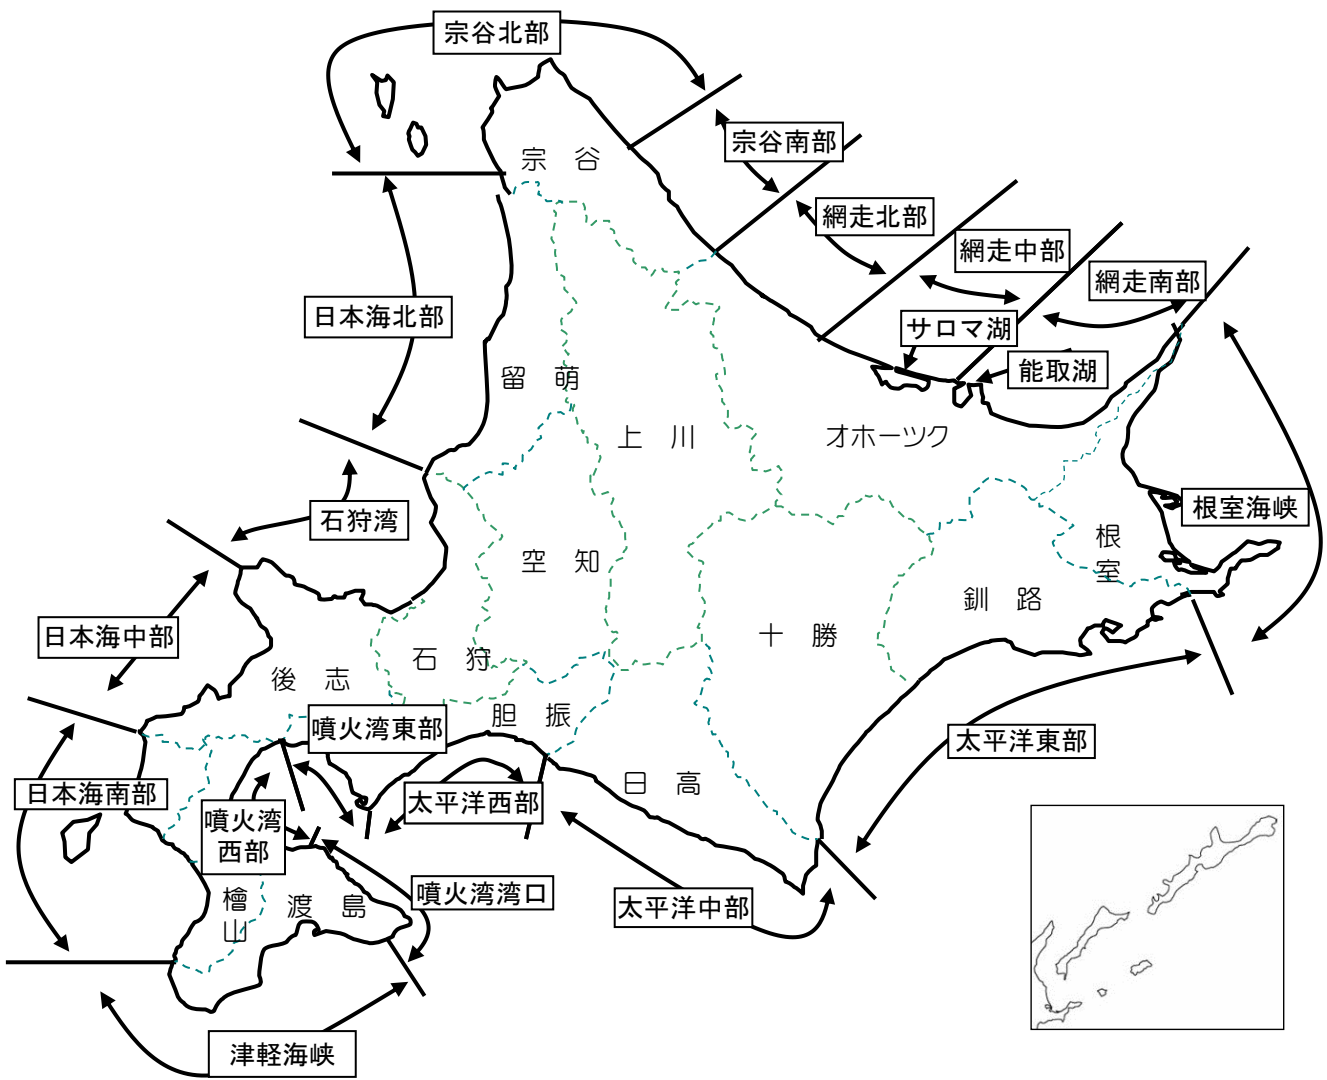 宗谷北部
宗谷南部
宗　谷
網走北部
網走中部
網走南部
日本海北部
サロマ湖
能取湖
留　萌
上　川
オホーツク
石狩湾
根室海峡
空　知
根
室
釧　路
日本海中部
十　勝
石　狩
後　志
胆　振
噴火湾東部
太平洋東部
日　高
日本海南部
太平洋西部
噴火湾
西部
噴火湾湾口
太平洋中部
檜
山
渡　島
津軽海峡